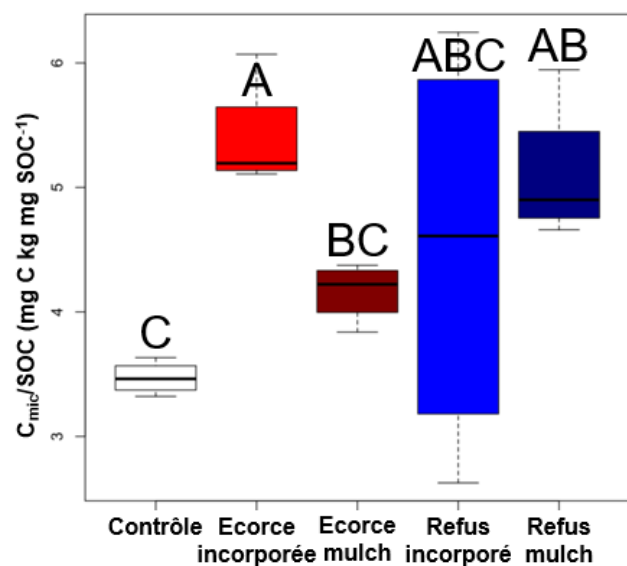 C_mic/SOC (mg C kg mg SOC⁻¹)
6
5
4
3
C
A
BC
ABC
AB
Contrôle
Ecorce
incorporée
Ecorce
mulch
Refus
incorporé
Refus
mulch